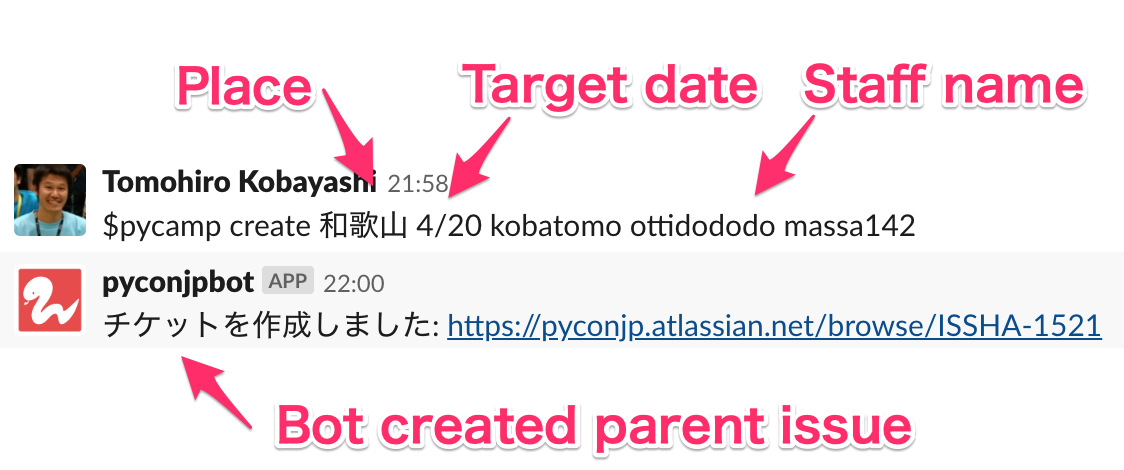 Place Target date Staff name
Tomohiro Kobayashi 21:58
$pycamp create 和歌山 4/20 kobatomo ottidododo massa142
pyconjpbot APP 22:00
チケットを作成しました: https://pyconjp.atlassian.net/browse/ISSHA-1521
Bot created parent issue